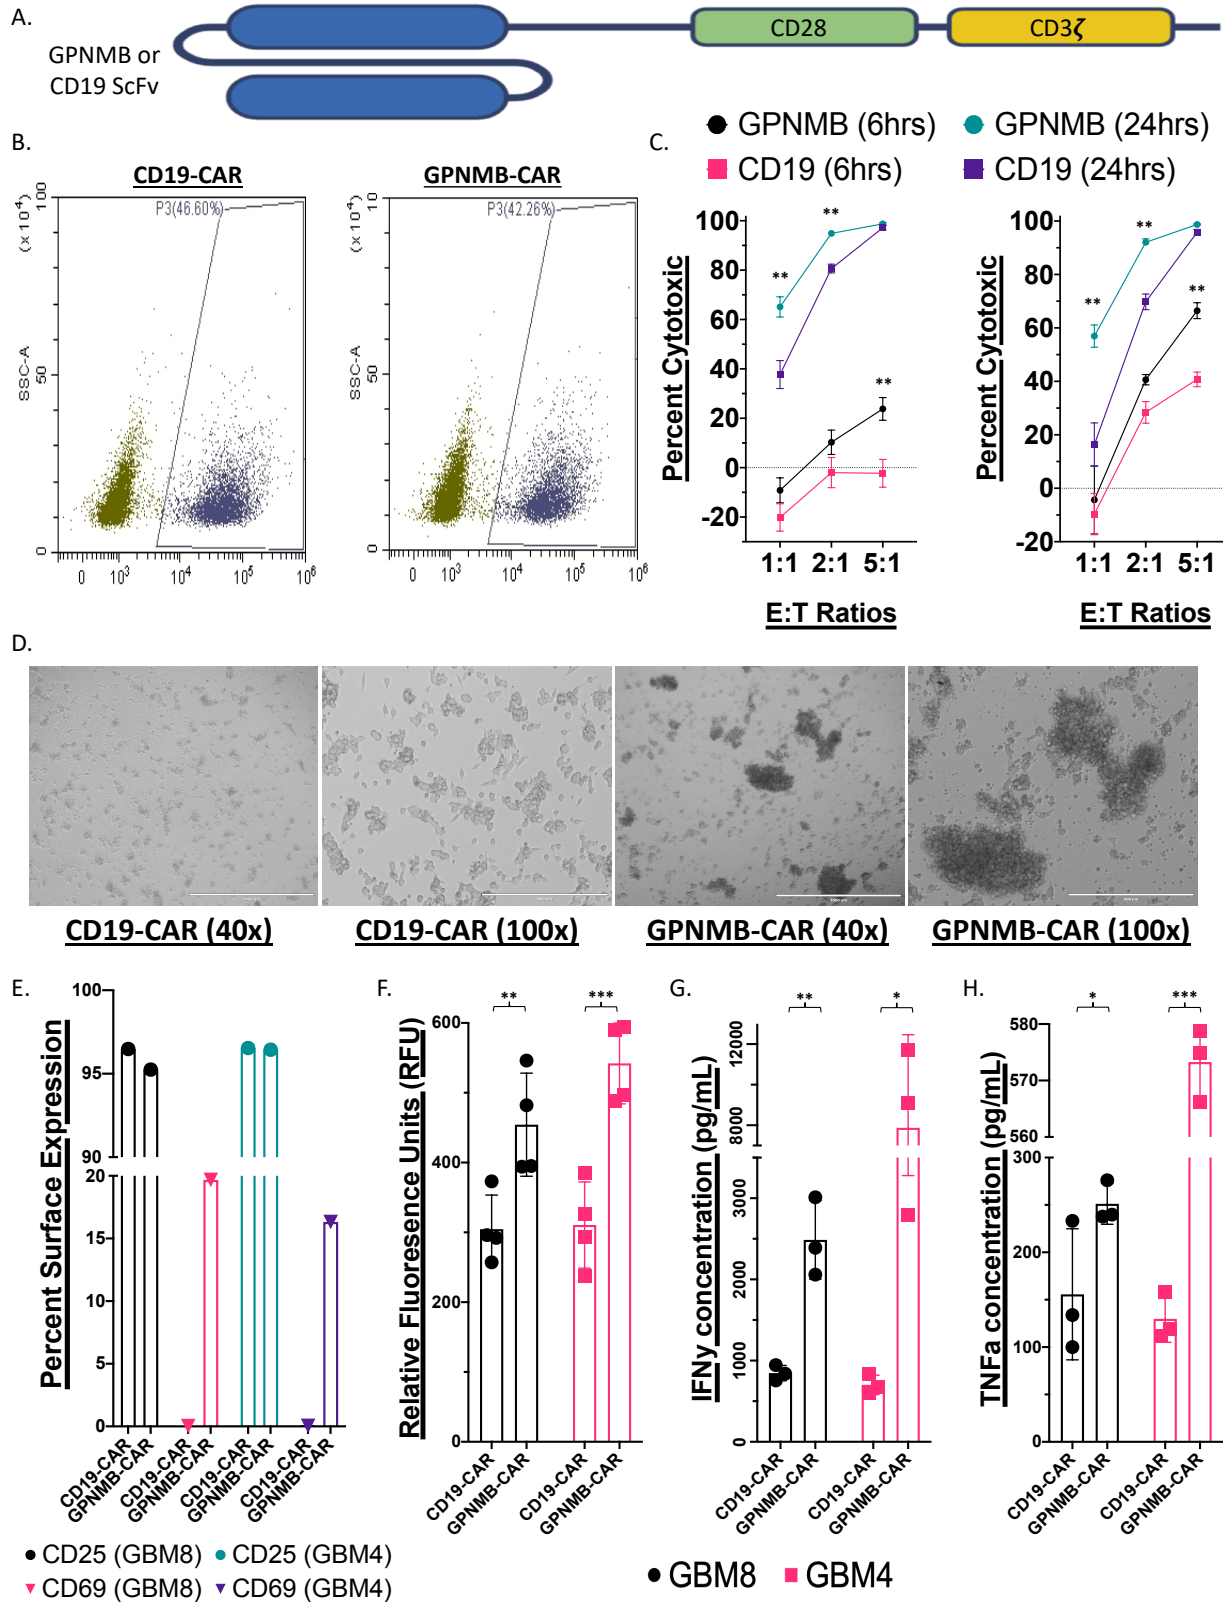 A.
GPNMB or
CD19 ScFv
CD28
CD3ζ
B.
CD19-CAR
GPNMB-CAR
P3(46.60%)
P3(42.26%)
(x 10⁴)
SSC-A
100
50
0
0 10³ 10⁴ 10⁵ 10⁶
(x 10⁴)
SSC-A
10
50
0
0 10³ 10⁴ 10⁵ 10⁶
C.
GPNMB (6hrs) GPNMB (24hrs)
CD19 (6hrs) CD19 (24hrs)
Percent Cytotoxic
100
80
60
40
20
0
-20
** ** **
1:1 2:1 5:1
E:T Ratios
Percent Cytotoxic
100
80
60
40
20
0
-20
** ** **
1:1 2:1 5:1
E:T Ratios
D.
CD19-CAR (40x) CD19-CAR (100x) GPNMB-CAR (40x) GPNMB-CAR (100x)
E.
Percent Surface Expression
100
95
90
20
15
10
5
0
CD19-CAR
GPNMB-CAR
CD19-CAR
GPNMB-CAR
CD19-CAR
GPNMB-CAR
CD19-CAR
GPNMB-CAR
CD25 (GBM8) CD25 (GBM4)
CD69 (GBM8) CD69 (GBM4)
F.
Relative Fluoresence Units (RFU)
600
400
200
0
** ***
CD19-CAR
GPNMB-CAR
CD19-CAR
GPNMB-CAR
G.
IFNy concentration (pg/mL)
12000
8000
3000
2000
1000
0
** *
CD19-CAR
GPNMB-CAR
CD19-CAR
GPNMB-CAR
H.
TNFa concentration (pg/mL)
580
570
560
300
200
100
0
* ***
CD19-CAR
GPNMB-CAR
CD19-CAR
GPNMB-CAR
GBM8 GBM4